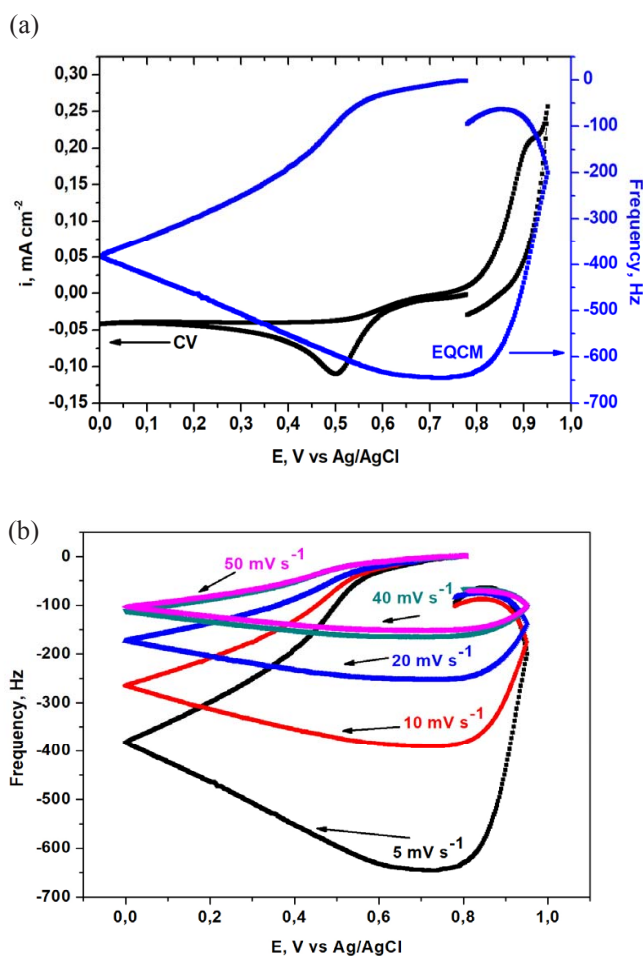 (a)
0,30
0,25
0,20
0,15
0,10
0,05
0,00
-0,05
-0,10
-0,15
i, mA cm-2
0
-100
-200
-300
-400
-500
-600
-700
Frequency, Hz
CV
EQCM
0,0 0,1 0,2 0,3 0,4 0,5 0,6 0,7 0,8 0,9 1,0
E, V vs Ag/AgCl
(b)
0
-100
-200
-300
-400
-500
-600
-700
Frequency, Hz
50 mV s-1
40 mV s-1
20 mV s-1
10 mV s-1
5 mV s-1
0,0 0,2 0,4 0,6 0,8 1,0
E, V vs Ag/AgCl